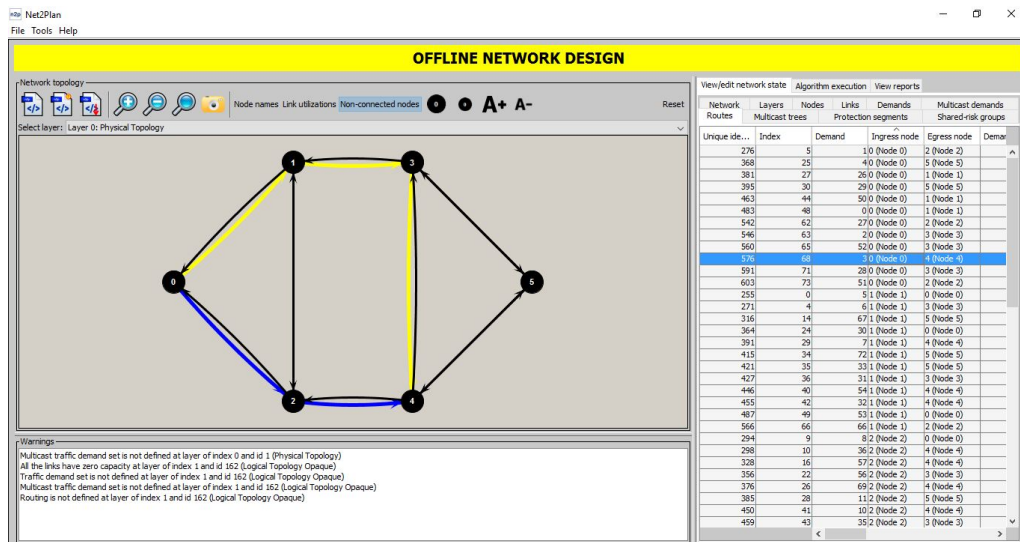 n2p Net2Plan
File Tools Help
OFFLINE NETWORK DESIGN
Network topology
Node names Link utilizations Non-connected nodes A+ A- Reset
Select layer: Layer 0: Physical Topology
1 3
0 5
2 4
Warnings
Multicast traffic demand set is not defined at layer of index 0 and id 1 (Physical Topology)
All the links have zero capacity at layer of index 1 and id 162 (Logical Topology Opaque)
Traffic demand set is not defined at layer of index 1 and id 162 (Logical Topology Opaque)
Multicast traffic demand set is not defined at layer of index 1 and id 162 (Logical Topology Opaque)
Routing is not defined at layer of index 1 and id 162 (Logical Topology Opaque)
View/edit network state Algorithm execution View reports
Network Layers Nodes Links Demands Multicast demands
Routes Multicast trees Protection segments Shared-risk groups
Unique ide... Index Demand Ingress node Egress node Demar
276 5 1 0 (Node 0) 2 (Node 2)
368 25 4 0 (Node 0) 5 (Node 5)
381 27 26 0 (Node 0) 1 (Node 1)
395 30 29 0 (Node 0) 5 (Node 5)
463 44 50 0 (Node 0) 1 (Node 1)
483 48 0 0 (Node 0) 1 (Node 1)
542 62 27 0 (Node 0) 2 (Node 2)
546 63 2 0 (Node 0) 3 (Node 3)
560 65 52 0 (Node 0) 3 (Node 3)
576 68 3 0 (Node 0) 4 (Node 4)
591 71 28 0 (Node 0) 3 (Node 3)
603 73 51 0 (Node 0) 2 (Node 2)
255 0 5 1 (Node 1) 0 (Node 0)
271 4 6 1 (Node 1) 3 (Node 3)
316 14 67 1 (Node 1) 5 (Node 5)
364 24 30 1 (Node 1) 0 (Node 0)
391 29 7 1 (Node 1) 4 (Node 4)
415 34 72 1 (Node 1) 5 (Node 5)
421 35 33 1 (Node 1) 5 (Node 5)
427 36 31 1 (Node 1) 3 (Node 3)
446 40 54 1 (Node 1) 4 (Node 4)
455 42 32 1 (Node 1) 4 (Node 4)
487 49 53 1 (Node 1) 0 (Node 0)
566 66 66 1 (Node 1) 2 (Node 2)
294 9 8 2 (Node 2) 0 (Node 0)
298 10 36 2 (Node 2) 4 (Node 4)
328 16 57 2 (Node 2) 4 (Node 4)
356 22 56 2 (Node 2) 3 (Node 3)
376 26 69 2 (Node 2) 4 (Node 4)
385 28 11 2 (Node 2) 5 (Node 5)
450 41 10 2 (Node 2) 4 (Node 4)
459 43 35 2 (Node 2) 3 (Node 3)